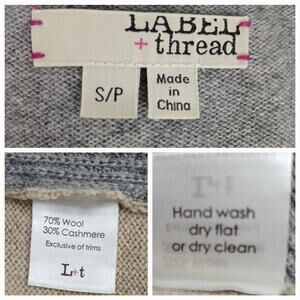 LABEL
+ thread
S/P
Made
in
China
70% Wool
30% Cashmere
Exclusive of trims
L+t
L+t
Hand wash
dry flat
or dry clean